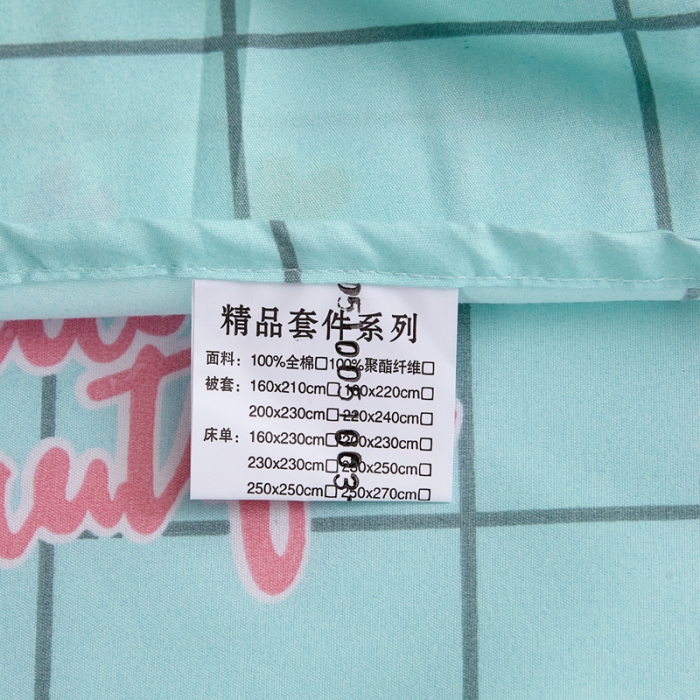 精品套件系列
面料：100%全棉□100%聚酯纤维□
被套：160x210cm□180x220cm□
200x230cm□220x240cm□
床单：160x230cm□200x230cm□
230x230cm□230x250cm□
250x250cm□250x270cm□